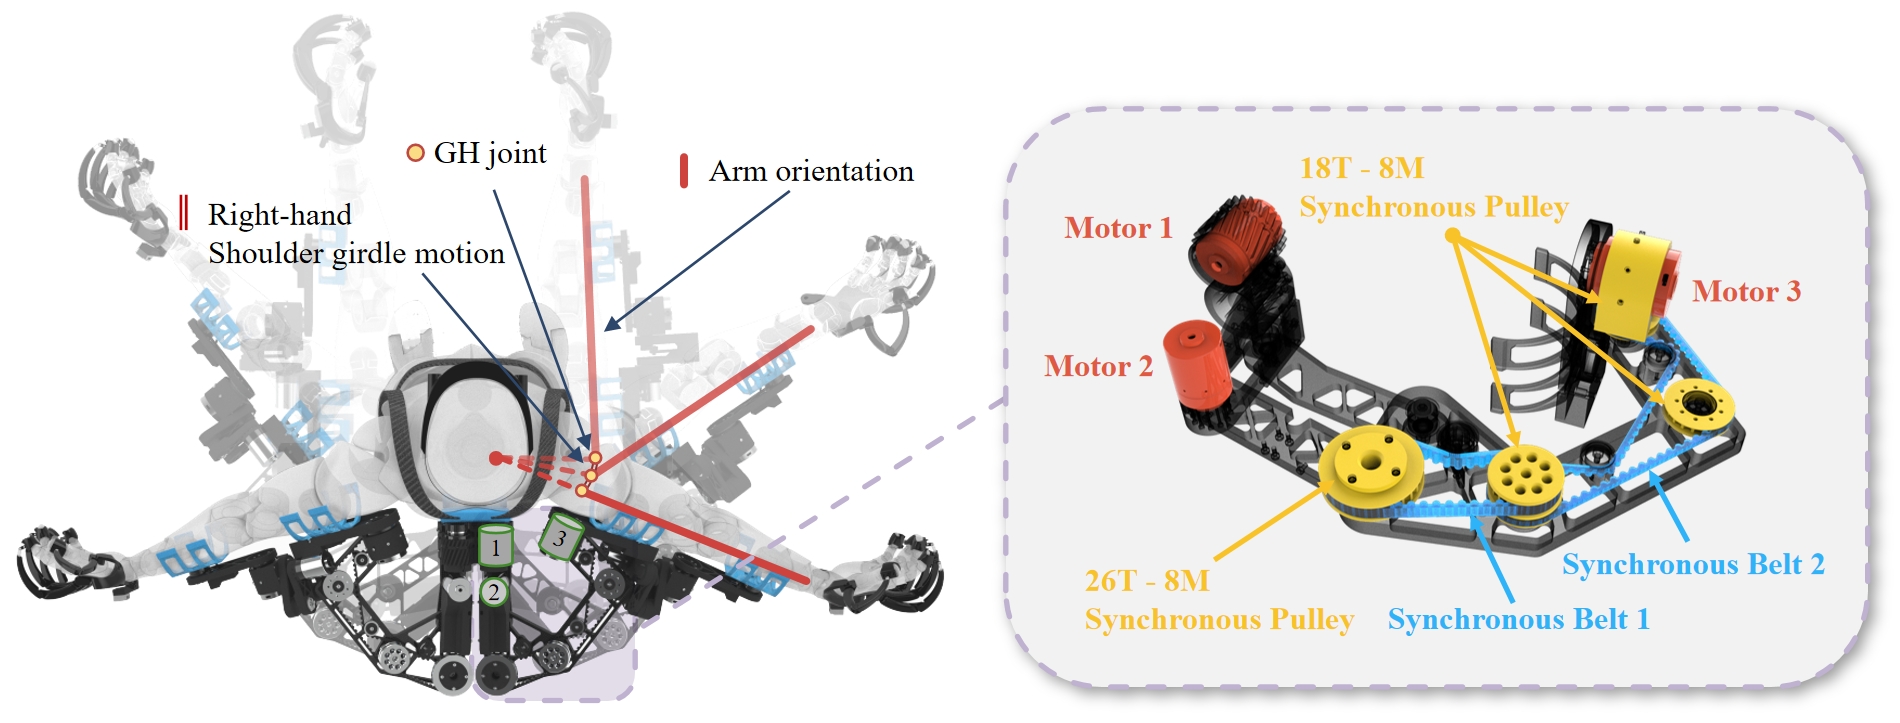 GH joint
Arm orientation
Right-hand
Shoulder girdle motion
1
2
3
18T - 8M
Synchronous Pulley
Motor 1
Motor 2
Motor 3
26T - 8M
Synchronous Pulley
Synchronous Belt 1
Synchronous Belt 2